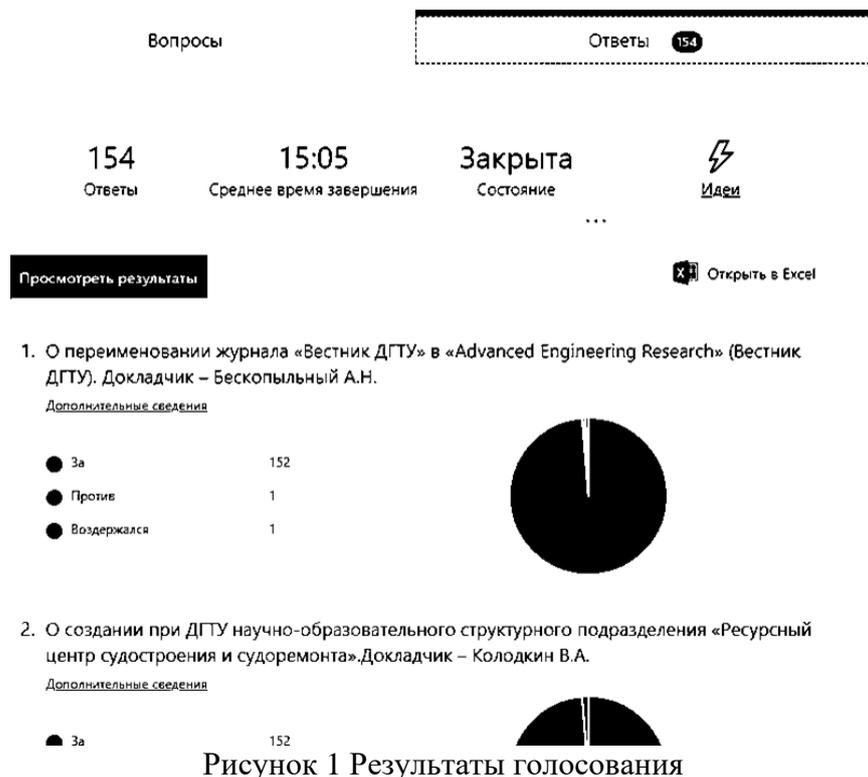 Вопросы
Ответы 154
154
Ответы
15:05
Среднее время завершения
Закрыта
Состояние
Идеи
...
Просмотреть результаты
Открыть в Excel
1. О переименовании журнала «Вестник ДГТУ» в «Advanced Engineering Research» (Вестник
ДГТУ). Докладчик – Бескопыльный А.Н.
Дополнительные сведения
За 152
Против 1
Воздержался 1
2. О создании при ДГТУ научно-образовательного структурного подразделения «Ресурсный
центр судостроения и судоремонта».Докладчик – Колодкин В.А.
Дополнительные сведения
За 152
Рисунок 1 Результаты голосования